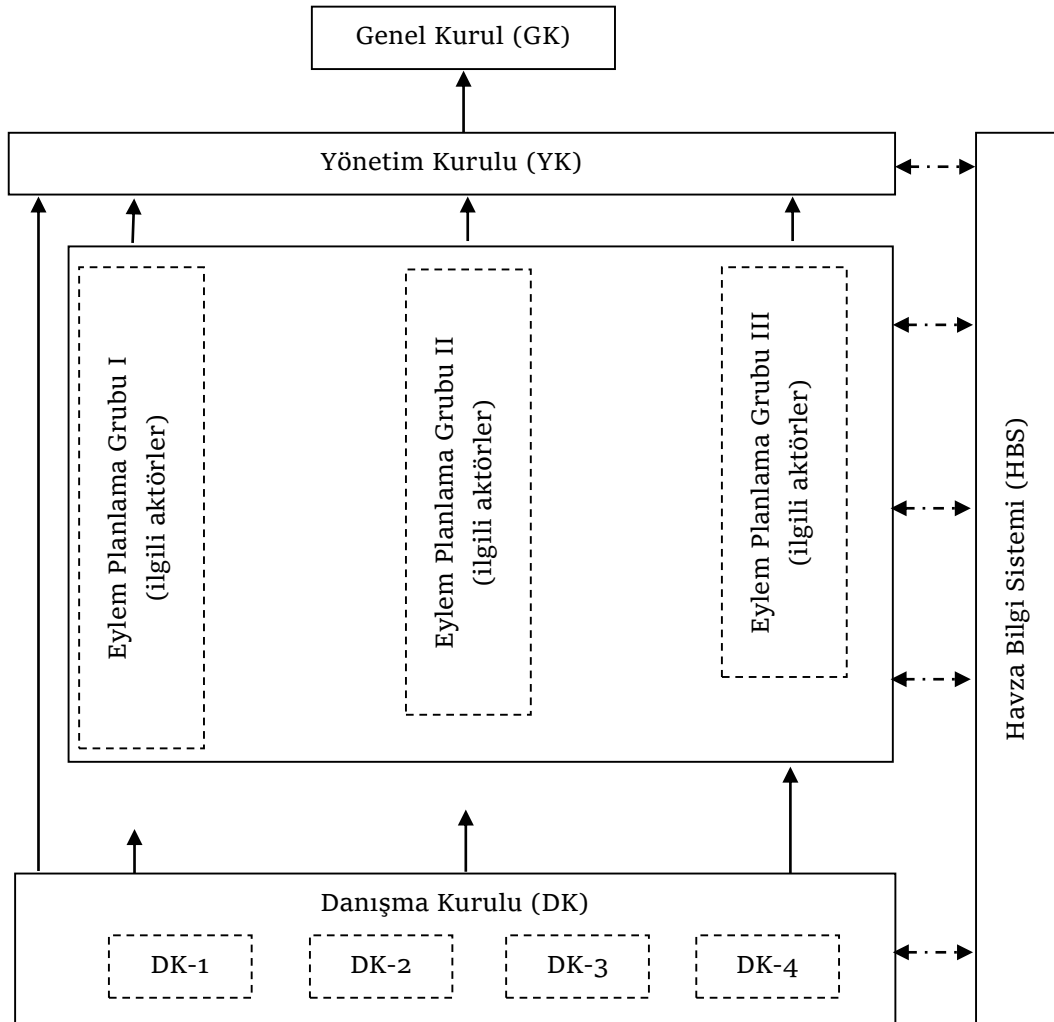 Genel Kurul (GK)
Yönetim Kurulu (YK)
Eylem Planlama Grubu I
(ilgili aktörler)
Eylem Planlama Grubu II
(ilgili aktörler)
Eylem Planlama Grubu III
(ilgili aktörler)
Havza Bilgi Sistemi (HBS)
Danışma Kurulu (DK)
DK-1
DK-2
DK-3
DK-4